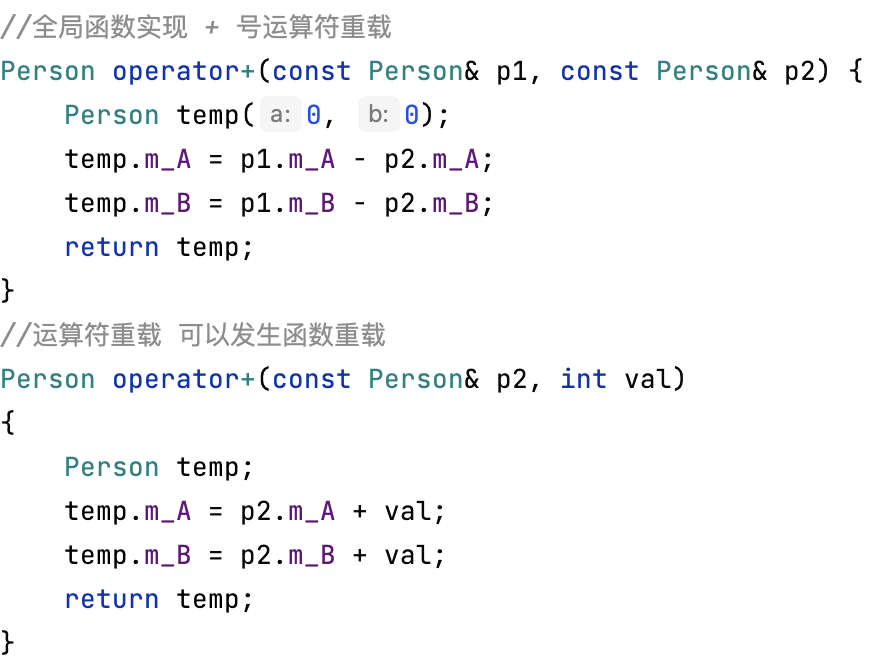 //全局函数实现 + 号运算符重载
Person operator+(const Person& p1, const Person& p2) {
    Person temp(a: 0, b: 0);
    temp.m_A = p1.m_A - p2.m_A;
    temp.m_B = p1.m_B - p2.m_B;
    return temp;
}
//运算符重载 可以发生函数重载
Person operator+(const Person& p2, int val)
{
    Person temp;
    temp.m_A = p2.m_A + val;
    temp.m_B = p2.m_B + val;
    return temp;
}